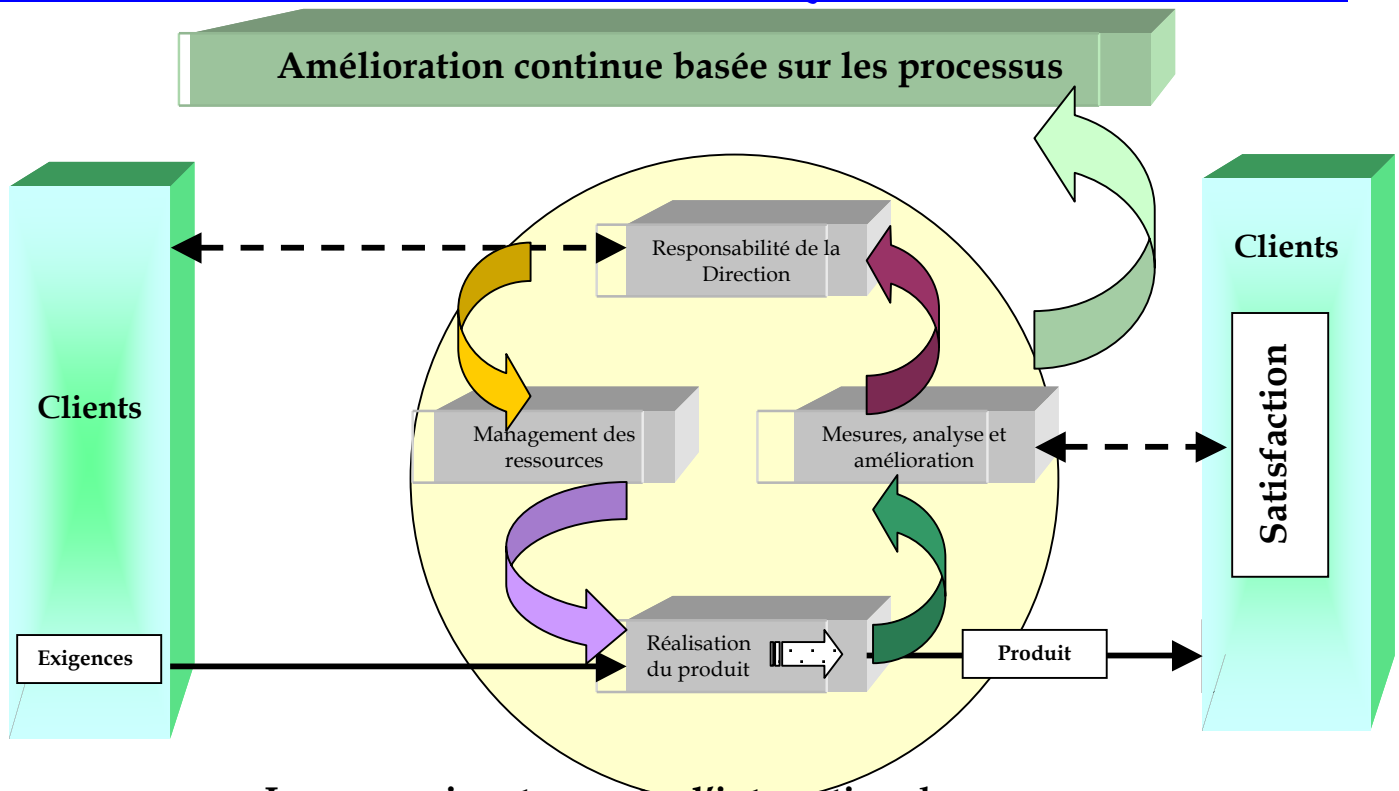 Amélioration continue basée sur les processus
Clients
Exigences
Responsabilité de la
Direction
Management des
ressources
Mesures, analyse et
amélioration
Réalisation
du produit
Produit
Clients
Satisfaction